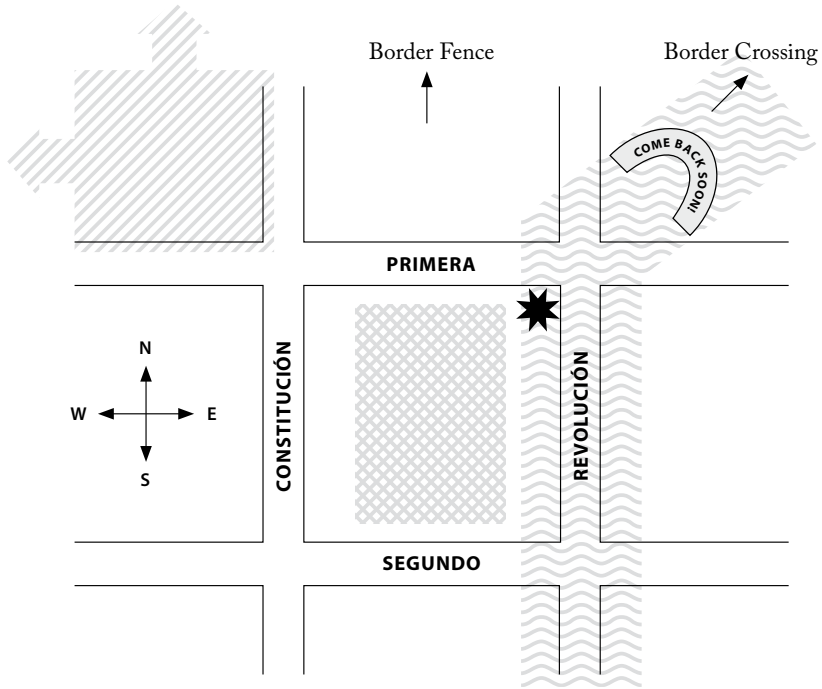 Border Fence
Border Crossing
COME BACK SOON!
PRIMERA
N
W
E
S
CONSTITUCIÓN
REVOLUCIÓN
SEGUNDO